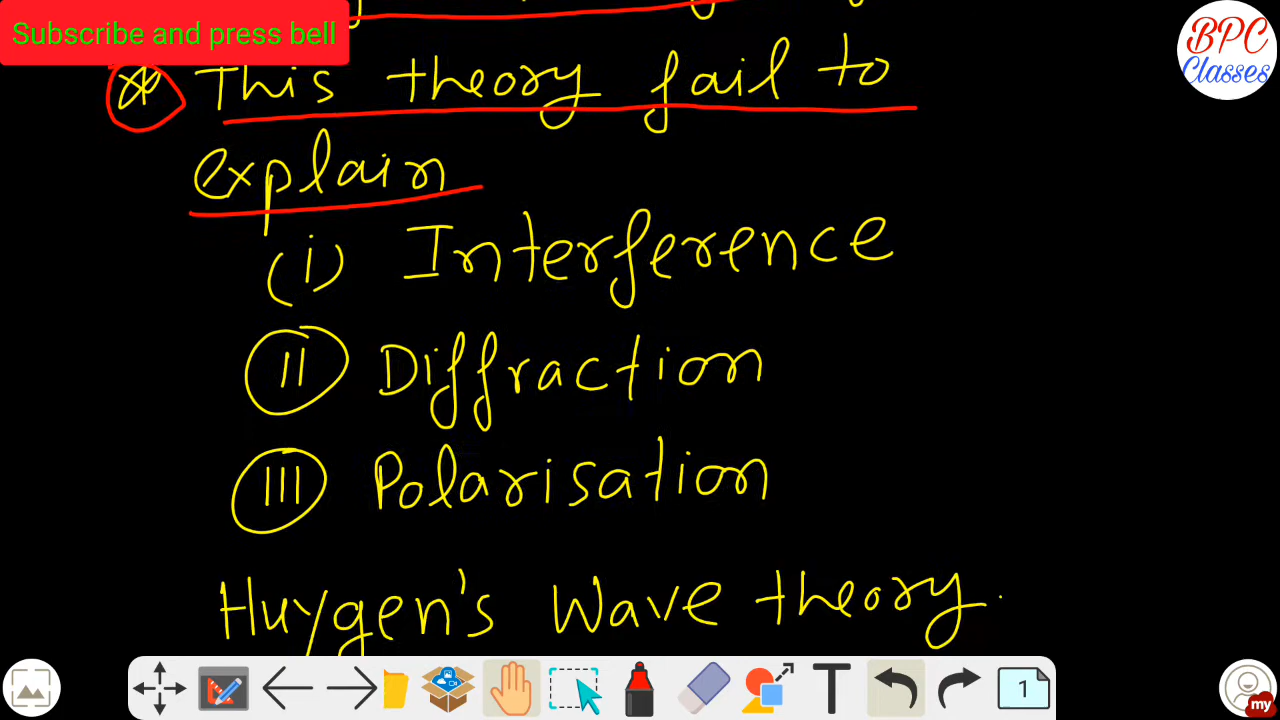 Subscribe and press bell
BPC
Classes
* This theory fail to
explain
(i) Interference
II Diffraction
III Polarisation
Huygen's Wave theory.
T
1
my